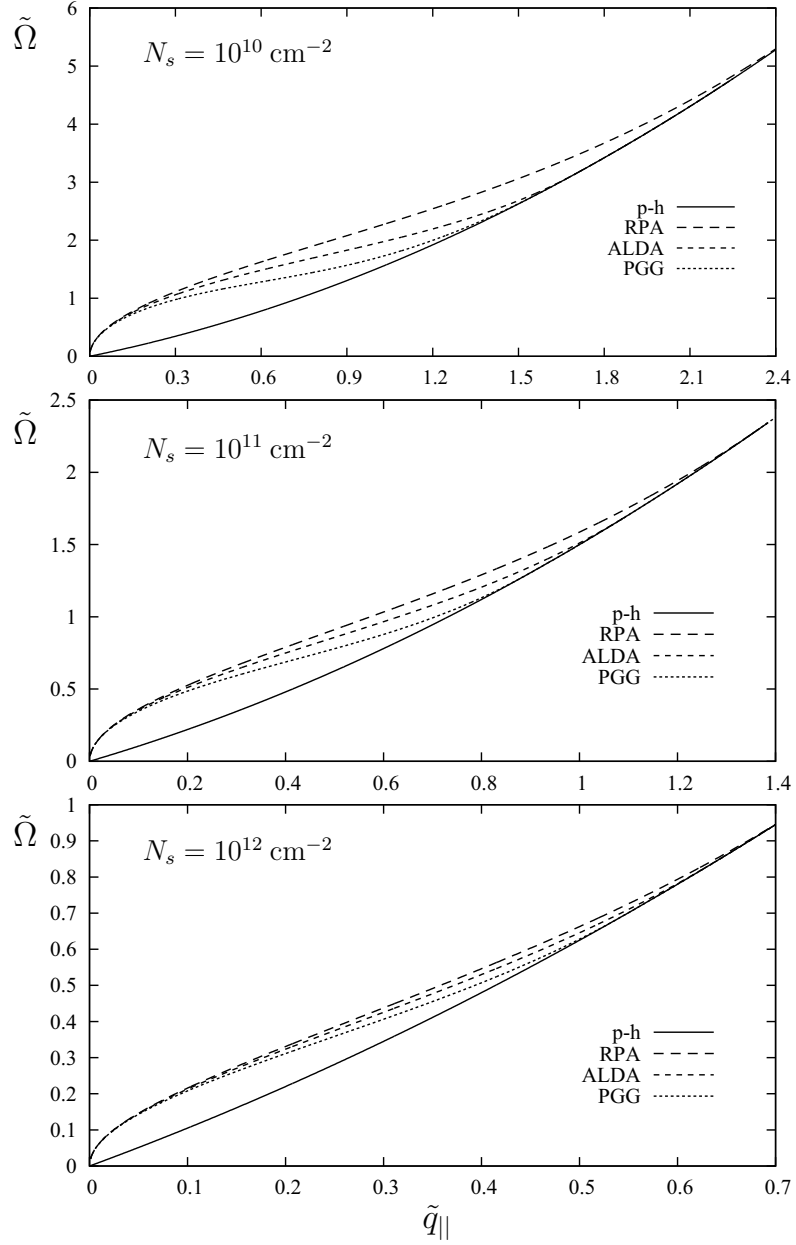 Ω̃
6
N_s = 10^10 cm^−2
5
4
3
2
1
0
p-h
RPA
ALDA
PGG
0 0.3 0.6 0.9 1.2 1.5 1.8 2.1 2.4
Ω̃
2.5
N_s = 10^11 cm^−2
2
1.5
1
0.5
0
p-h
RPA
ALDA
PGG
0 0.2 0.4 0.6 0.8 1 1.2 1.4
Ω̃
1
N_s = 10^12 cm^−2
0.9
0.8
0.7
0.6
0.5
0.4
0.3
0.2
0.1
0
p-h
RPA
ALDA
PGG
0 0.1 0.2 0.3 0.4 0.5 0.6 0.7
q̃_||